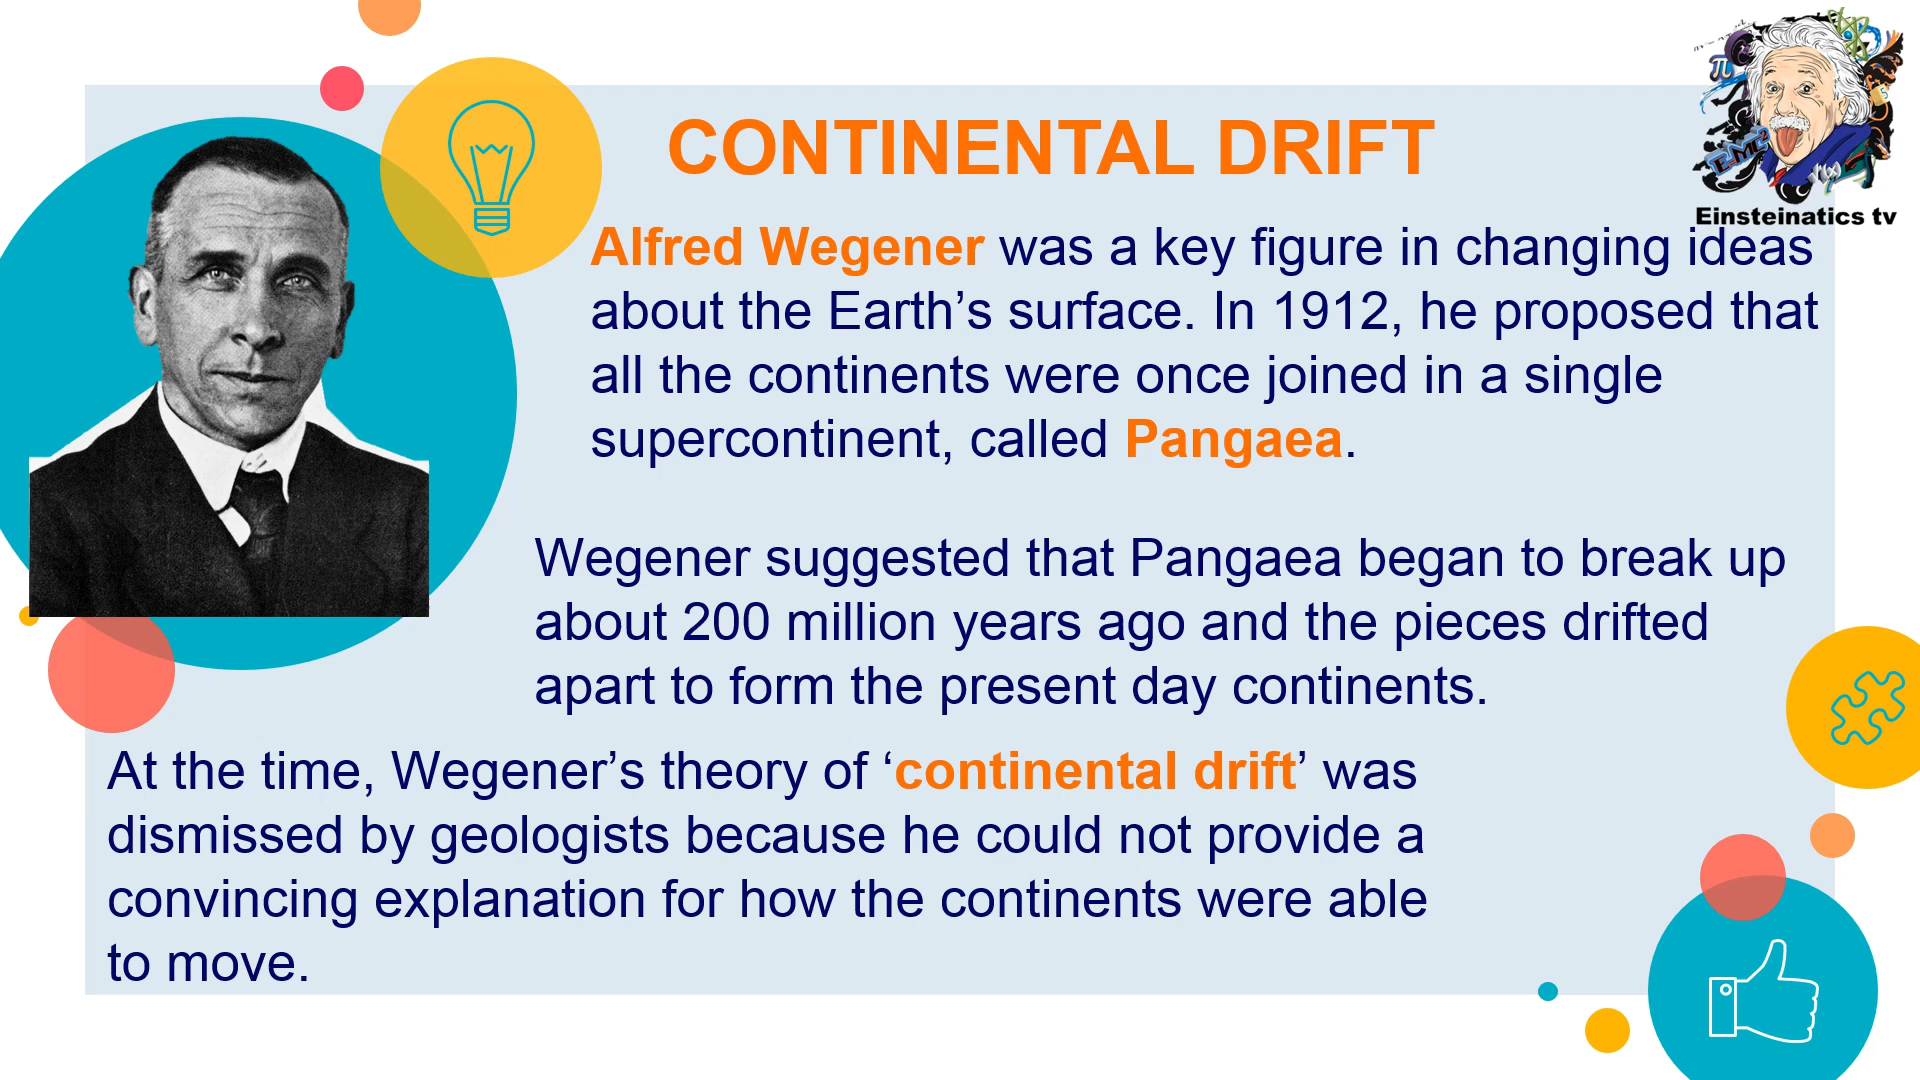 CONTINENTAL DRIFT
Einsteinatics tv
Alfred Wegener was a key figure in changing ideas
about the Earth’s surface. In 1912, he proposed that
all the continents were once joined in a single
supercontinent, called Pangaea.
Wegener suggested that Pangaea began to break up
about 200 million years ago and the pieces drifted
apart to form the present day continents.
At the time, Wegener’s theory of ‘continental drift’ was
dismissed by geologists because he could not provide a
convincing explanation for how the continents were able
to move.